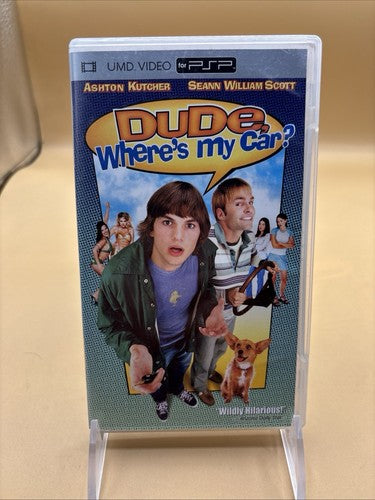 UMD VIDEO for PSP
ASHTON KUTCHER SEANN WILLIAM SCOTT
DUDE,
WHERE'S MY CAR?
"Wildly Hilarious!"